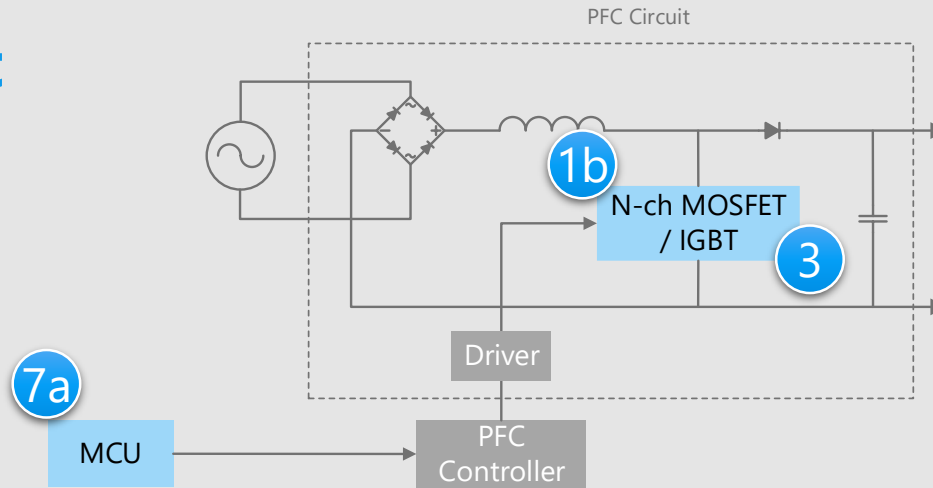 PFC Circuit
1b
N-ch MOSFET
/ IGBT
3
Driver
7a
MCU
PFC
Controller